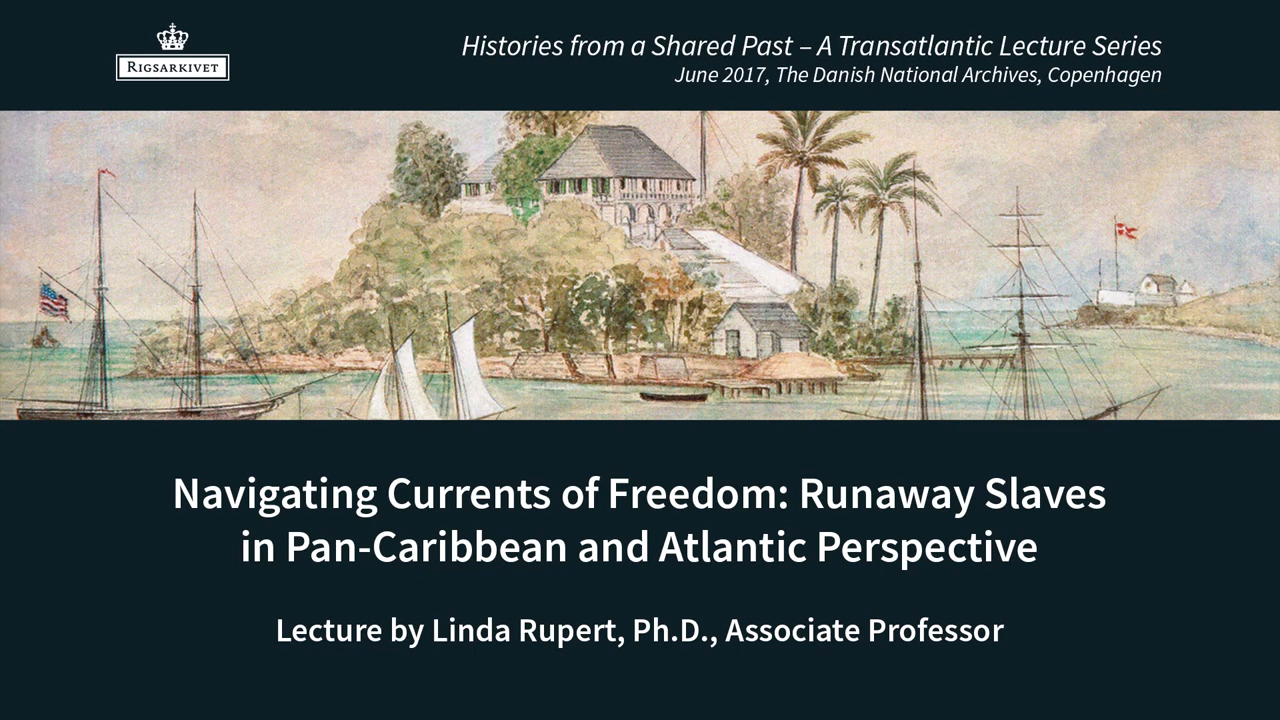 RIGSARKIVET
Histories from a Shared Past – A Transatlantic Lecture Series
June 2017, The Danish National Archives, Copenhagen
Navigating Currents of Freedom: Runaway Slaves
in Pan-Caribbean and Atlantic Perspective
Lecture by Linda Rupert, Ph.D., Associate Professor